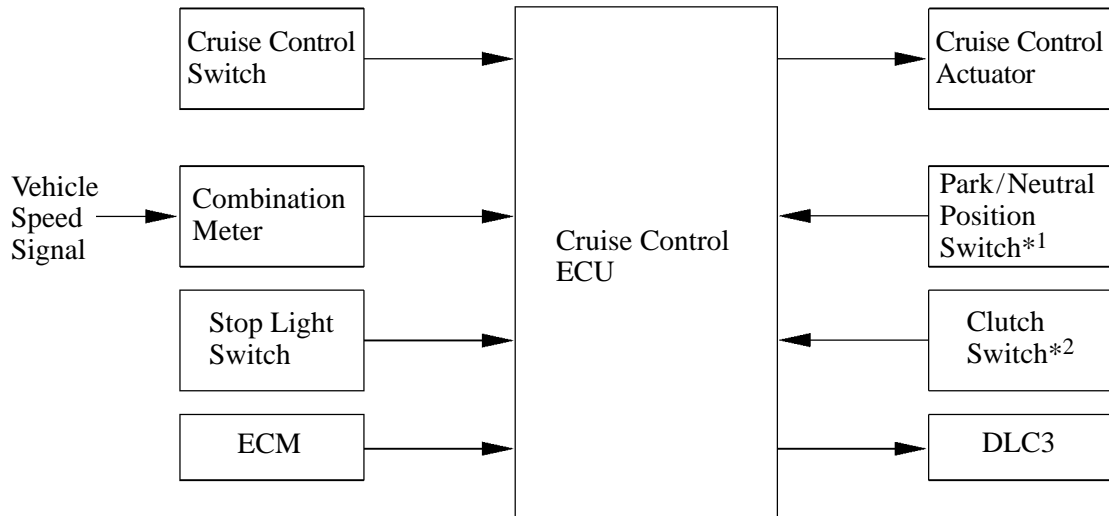 Cruise Control
Switch
Vehicle
Speed
Signal
Combination
Meter
Stop Light
Switch
ECM
Cruise Control
ECU
Cruise Control
Actuator
Park/Neutral
Position
Switch*1
Clutch
Switch*2
DLC3